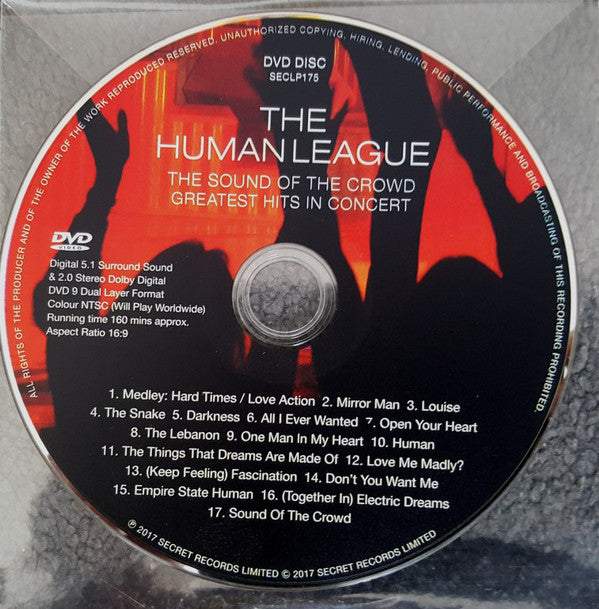 ALL RIGHTS OF THE PRODUCER AND OF THE OWNER OF THE WORK REPRODUCED RESERVED. UNAUTHORIZED COPYING, HIRING, LENDING, PUBLIC PERFORMANCE AND BROADCASTING OF THIS RECORDING PROHIBITED.
DVD DISC
SECLP175
THE
HUMAN LEAGUE
THE SOUND OF THE CROWD
GREATEST HITS IN CONCERT
DVD
VIDEO
Digital 5.1 Surround Sound
& 2.0 Stereo Dolby Digital
DVD 9 Dual Layer Format
Colour NTSC (Will Play Worldwide)
Running time 160 mins approx.
Aspect Ratio 16:9
1. Medley: Hard Times / Love Action 2. Mirror Man 3. Louise
4. The Snake 5. Darkness 6. All I Ever Wanted 7. Open Your Heart
8. The Lebanon 9. One Man In My Heart 10. Human
11. The Things That Dreams Are Made Of 12. Love Me Madly?
13. (Keep Feeling) Fascination 14. Don't You Want Me
15. Empire State Human 16. (Together In) Electric Dreams
17. Sound Of The Crowd
℗ 2017 SECRET RECORDS LIMITED © 2017 SECRET RECORDS LIMITED